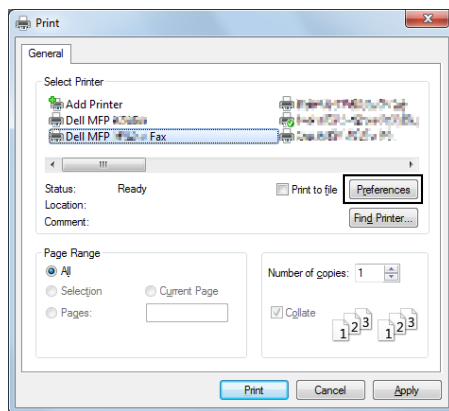 Print
General
Select Printer
Add Printer
Dell MFP
Dell MFP Fax
Status: Ready
Print to file Preferences
Location:
Comment:
Find Printer...
Page Range
All
Selection Current Page
Pages:
Number of copies: 1
Collate
1 2 3 1 2 3
Print Cancel Apply